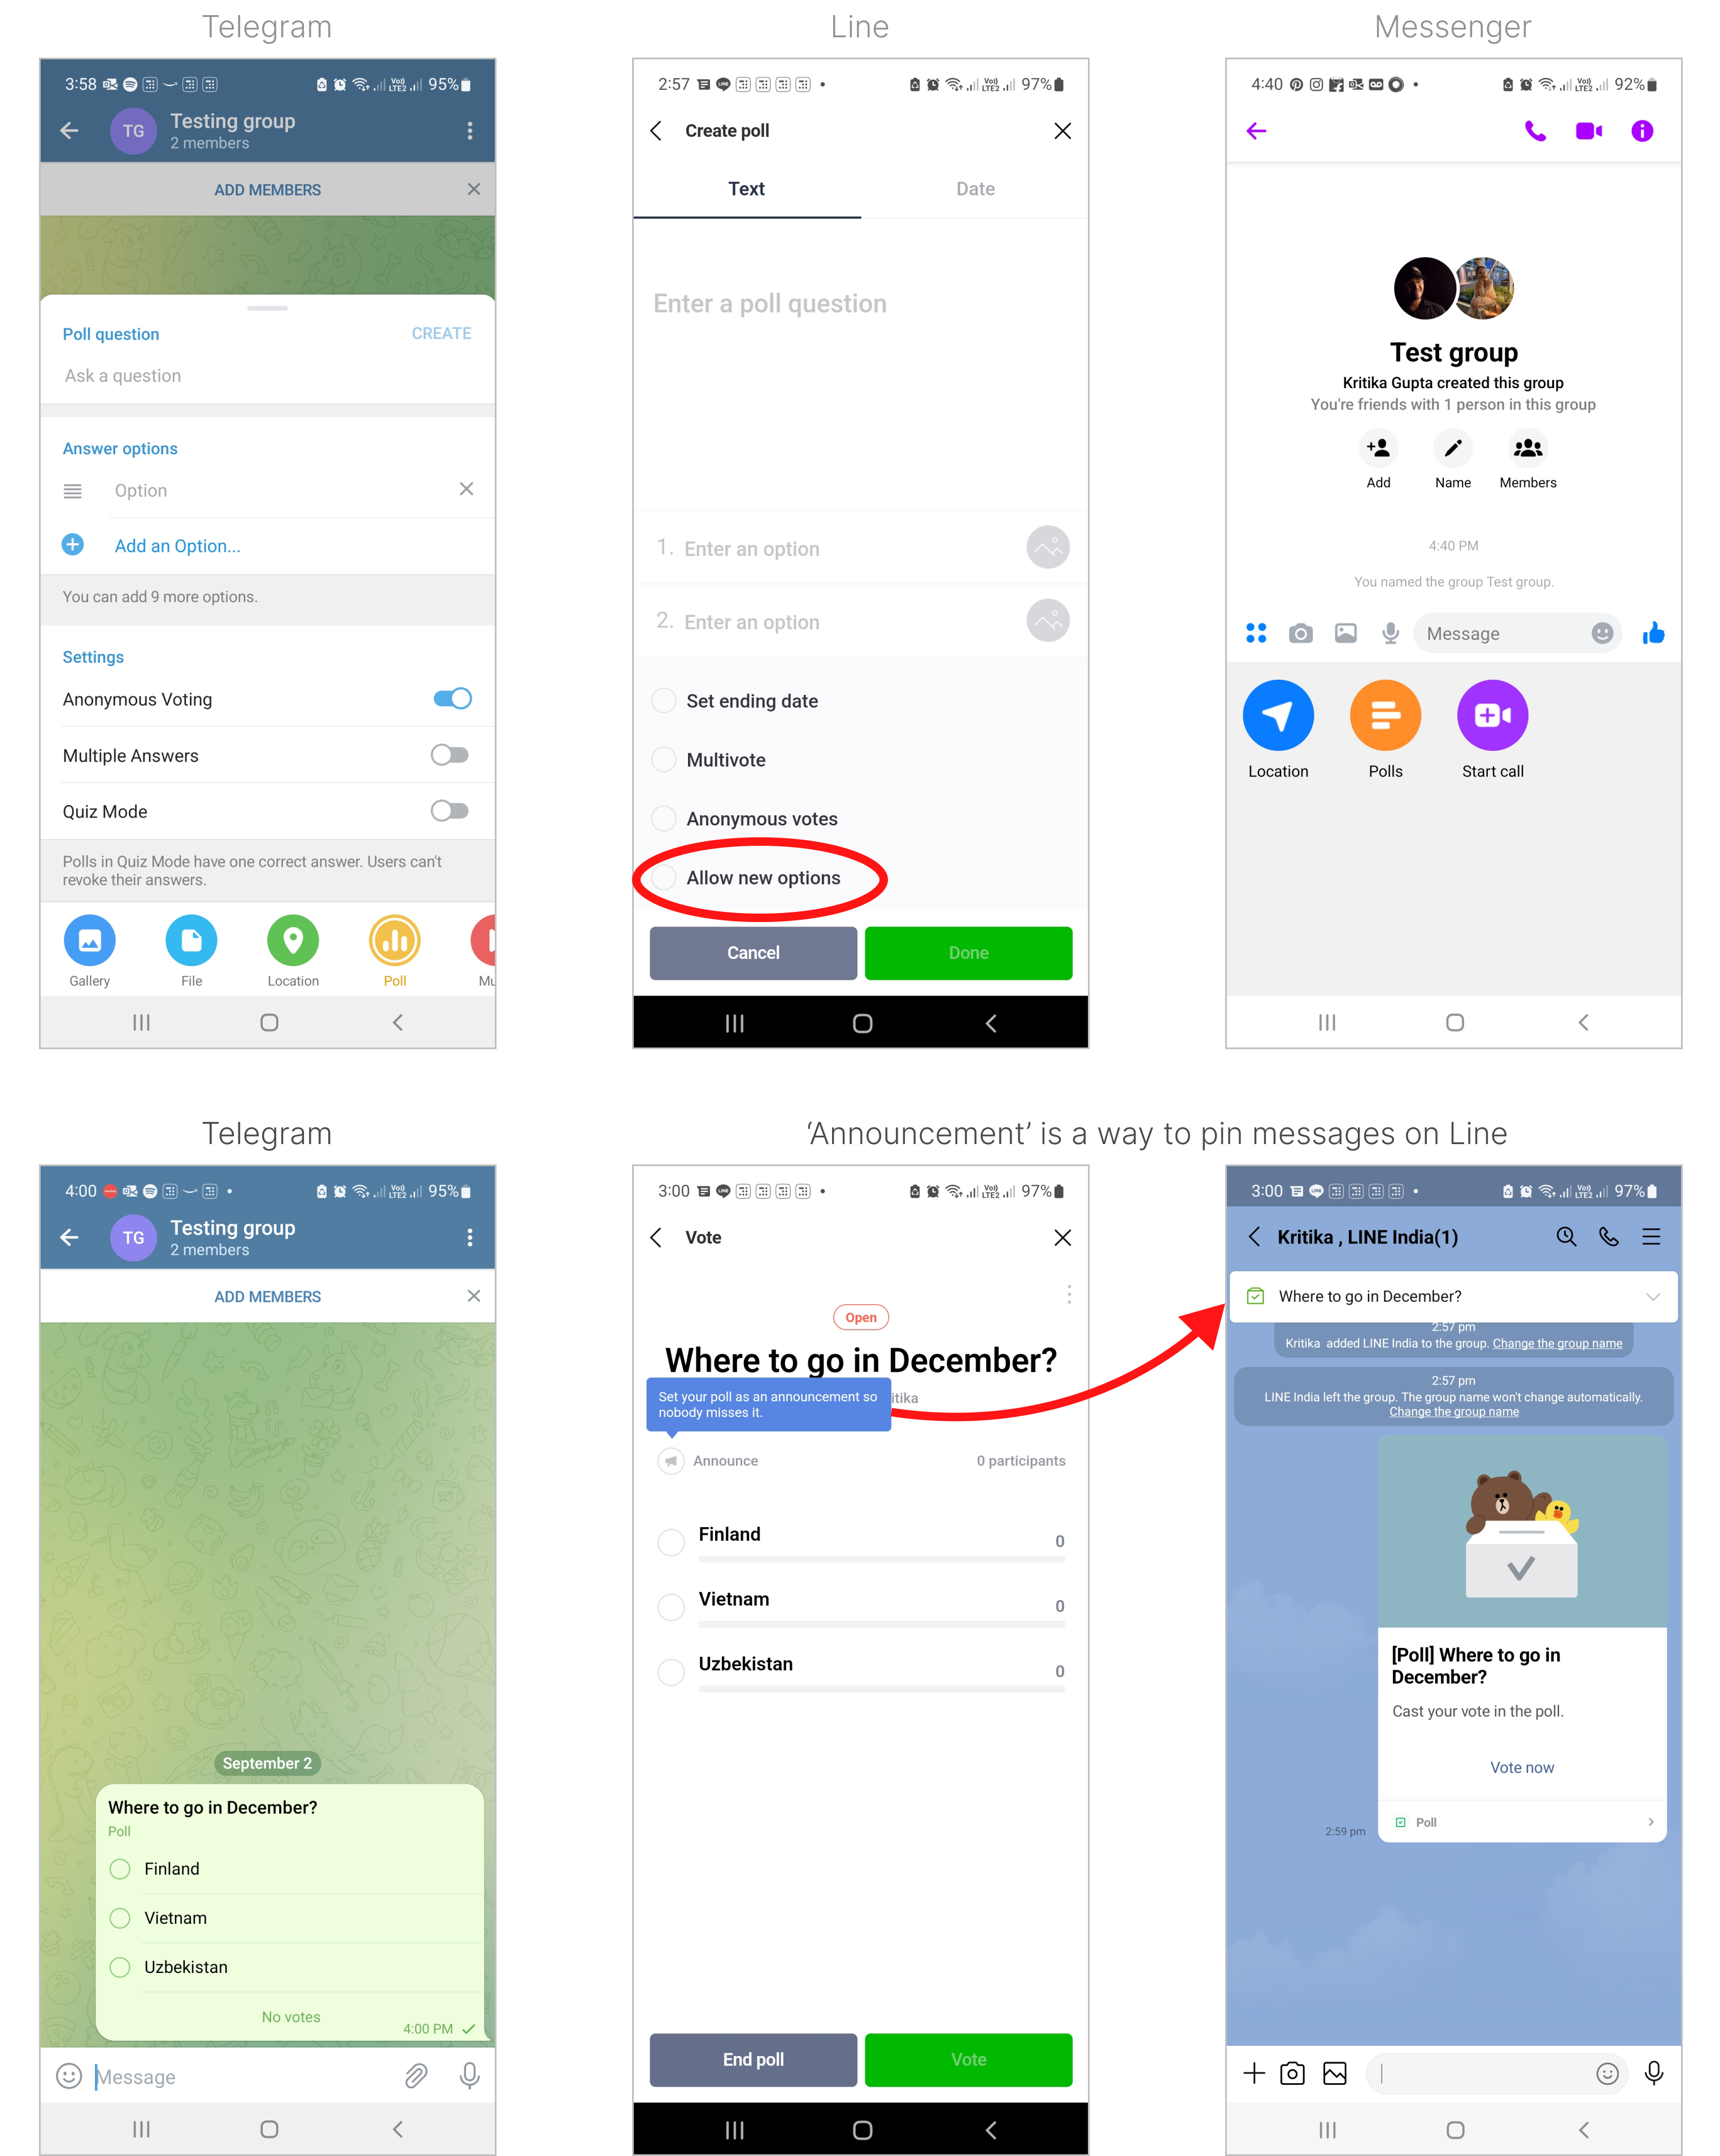 Telegram
Line
Messenger
3:58
Vo))
LTE2
95%
TG
Testing group
2 members
ADD MEMBERS
Poll question
CREATE
Ask a question
Answer options
Option
Add an Option...
You can add 9 more options.
Settings
Anonymous Voting
Multiple Answers
Quiz Mode
Polls in Quiz Mode have one correct answer. Users can't
revoke their answers.
Gallery
File
Location
Poll
Mu
2:57
Vo))
LTE2
97%
Create poll
Text
Date
Enter a poll question
1. Enter an option
2. Enter an option
Set ending date
Multivote
Anonymous votes
Allow new options
Cancel
Done
4:40
Vo))
LTE2
92%
Test group
Kritika Gupta created this group
You're friends with 1 person in this group
Add
Name
Members
4:40 PM
You named the group Test group.
Message
Location
Polls
Start call
Telegram
‘Announcement’ is a way to pin messages on Line
4:00
Vo))
LTE2
95%
TG
Testing group
2 members
ADD MEMBERS
September 2
Where to go in December?
Poll
Finland
Vietnam
Uzbekistan
No votes
4:00 PM
Message
3:00
Vo))
LTE2
97%
Vote
Open
Where to go in December?
itika
Set your poll as an announcement so
nobody misses it.
Announce
0 participants
Finland
0
Vietnam
0
Uzbekistan
0
End poll
Vote
3:00
Vo))
LTE2
97%
Kritika , LINE India(1)
Where to go in December?
2:57 pm
Kritika added LINE India to the group. Change the group name
2:57 pm
LINE India left the group. The group name won't change automatically.
Change the group name
[Poll] Where to go in
December?
Cast your vote in the poll.
Vote now
Poll
2:59 pm